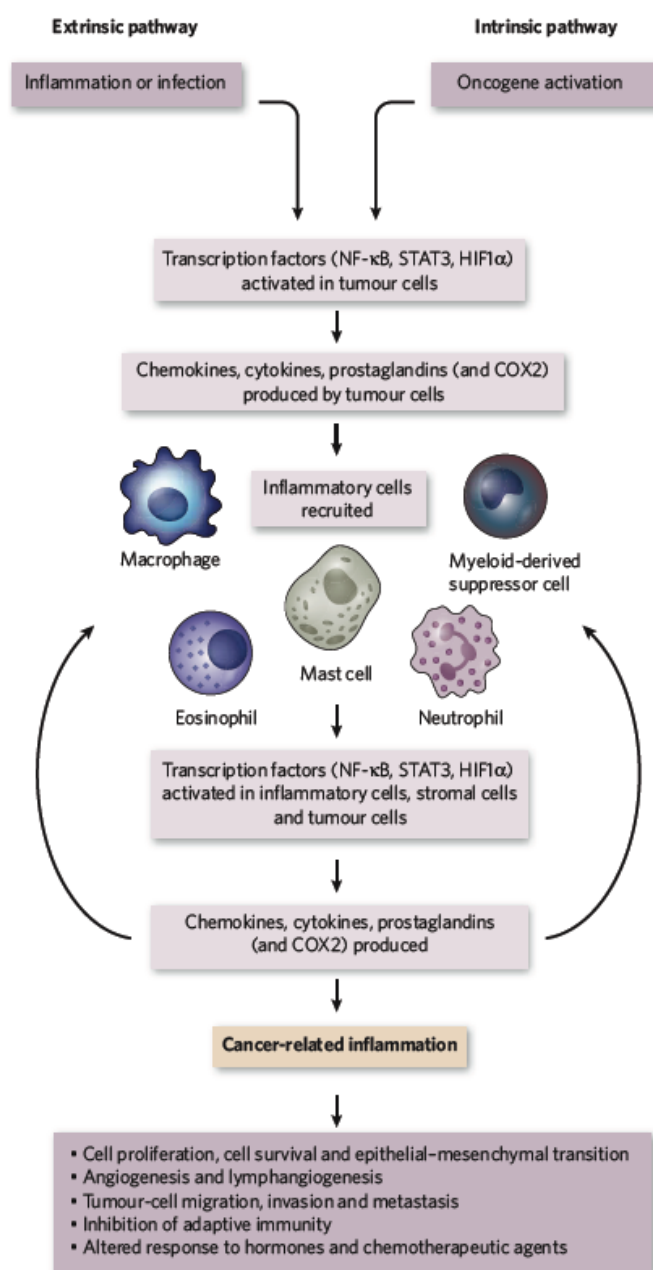 Extrinsic pathway
Intrinsic pathway
Inflammation or infection
Oncogene activation
Transcription factors (NF-κB, STAT3, HIF1α)
activated in tumour cells
Chemokines, cytokines, prostaglandins (and COX2)
produced by tumour cells
Inflammatory cells
recruited
Macrophage
Myeloid-derived
suppressor cell
Mast cell
Eosinophil
Neutrophil
Transcription factors (NF-κB, STAT3, HIF1α)
activated in inflammatory cells, stromal cells
and tumour cells
Chemokines, cytokines, prostaglandins
(and COX2) produced
Cancer-related inflammation
▪ Cell proliferation, cell survival and epithelial–mesenchymal transition
▪ Angiogenesis and lymphangiogenesis
▪ Tumour-cell migration, invasion and metastasis
▪ Inhibition of adaptive immunity
▪ Altered response to hormones and chemotherapeutic agents